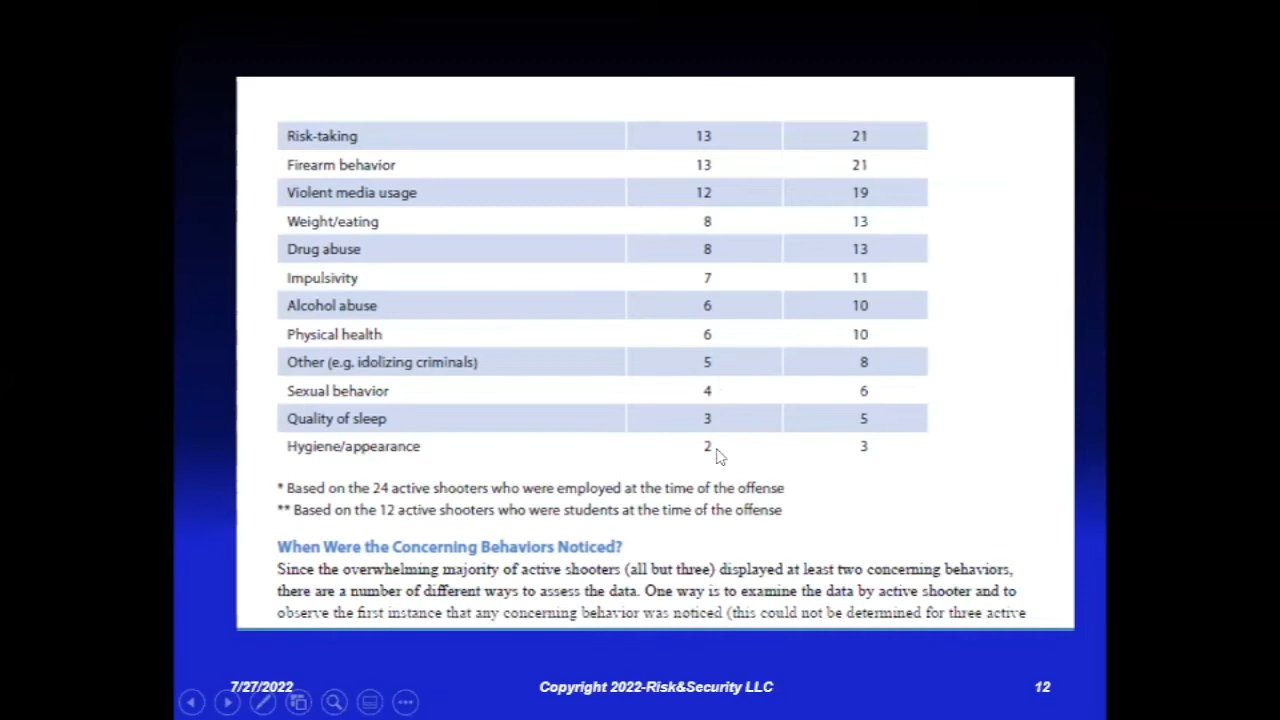 Risk-taking 13 21
Firearm behavior 13 21
Violent media usage 12 19
Weight/eating 8 13
Drug abuse 8 13
Impulsivity 7 11
Alcohol abuse 6 10
Physical health 6 10
Other (e.g. idolizing criminals) 5 8
Sexual behavior 4 6
Quality of sleep 3 5
Hygiene/appearance 2 3
* Based on the 24 active shooters who were employed at the time of the offense
** Based on the 12 active shooters who were students at the time of the offense
When Were the Concerning Behaviors Noticed?
Since the overwhelming majority of active shooters (all but three) displayed at least two concerning behaviors,
there are a number of different ways to assess the data. One way is to examine the data by active shooter and to
observe the first instance that any concerning behavior was noticed (this could not be determined for three active
7/27/2022 Copyright 2022-Risk&Security LLC 12